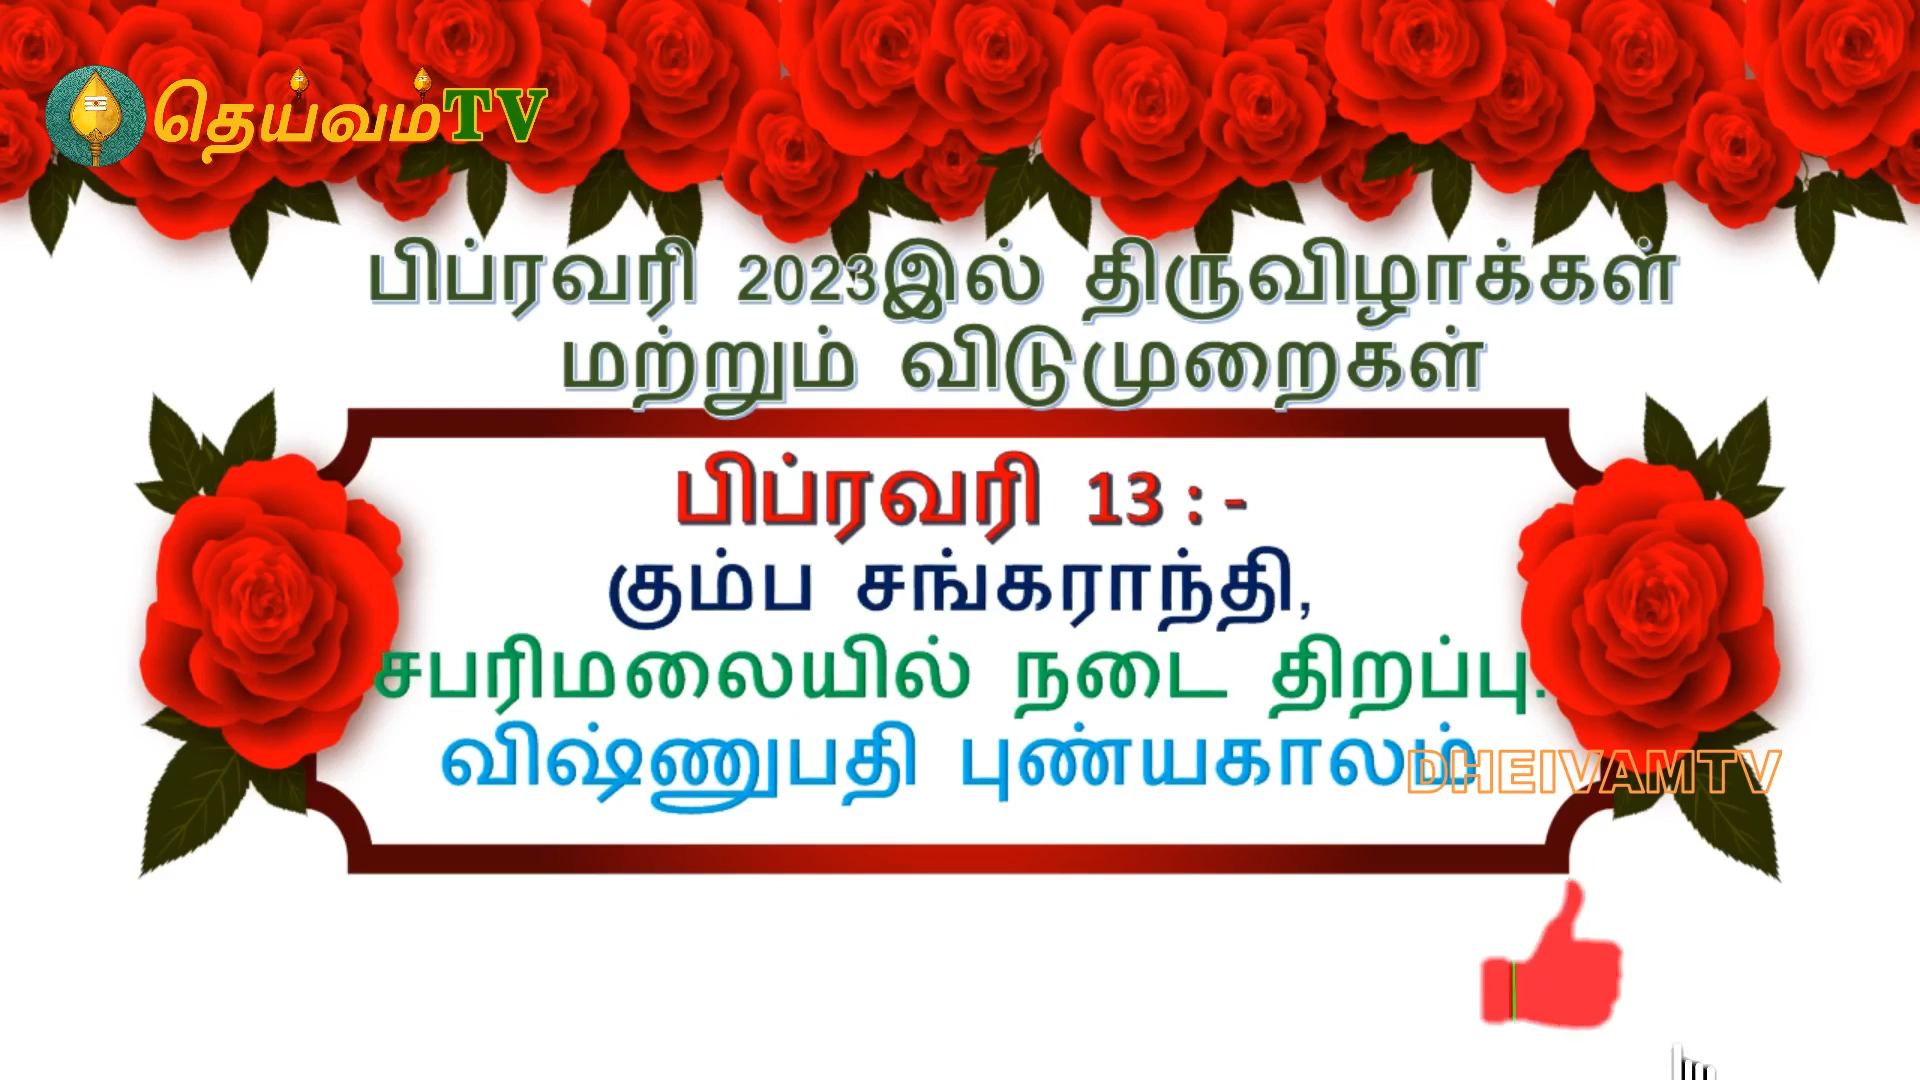 தெய்வம்TV
பிப்ரவரி 2023இல் திருவிழாக்கள்
மற்றும் விடுமுறைகள்
பிப்ரவரி 13 : -
கும்ப சங்கராந்தி,
சபரிமலையில் நடை திறப்பு.
விஷ்ணுபதி புண்யகாலம்
DHEIVAMTV